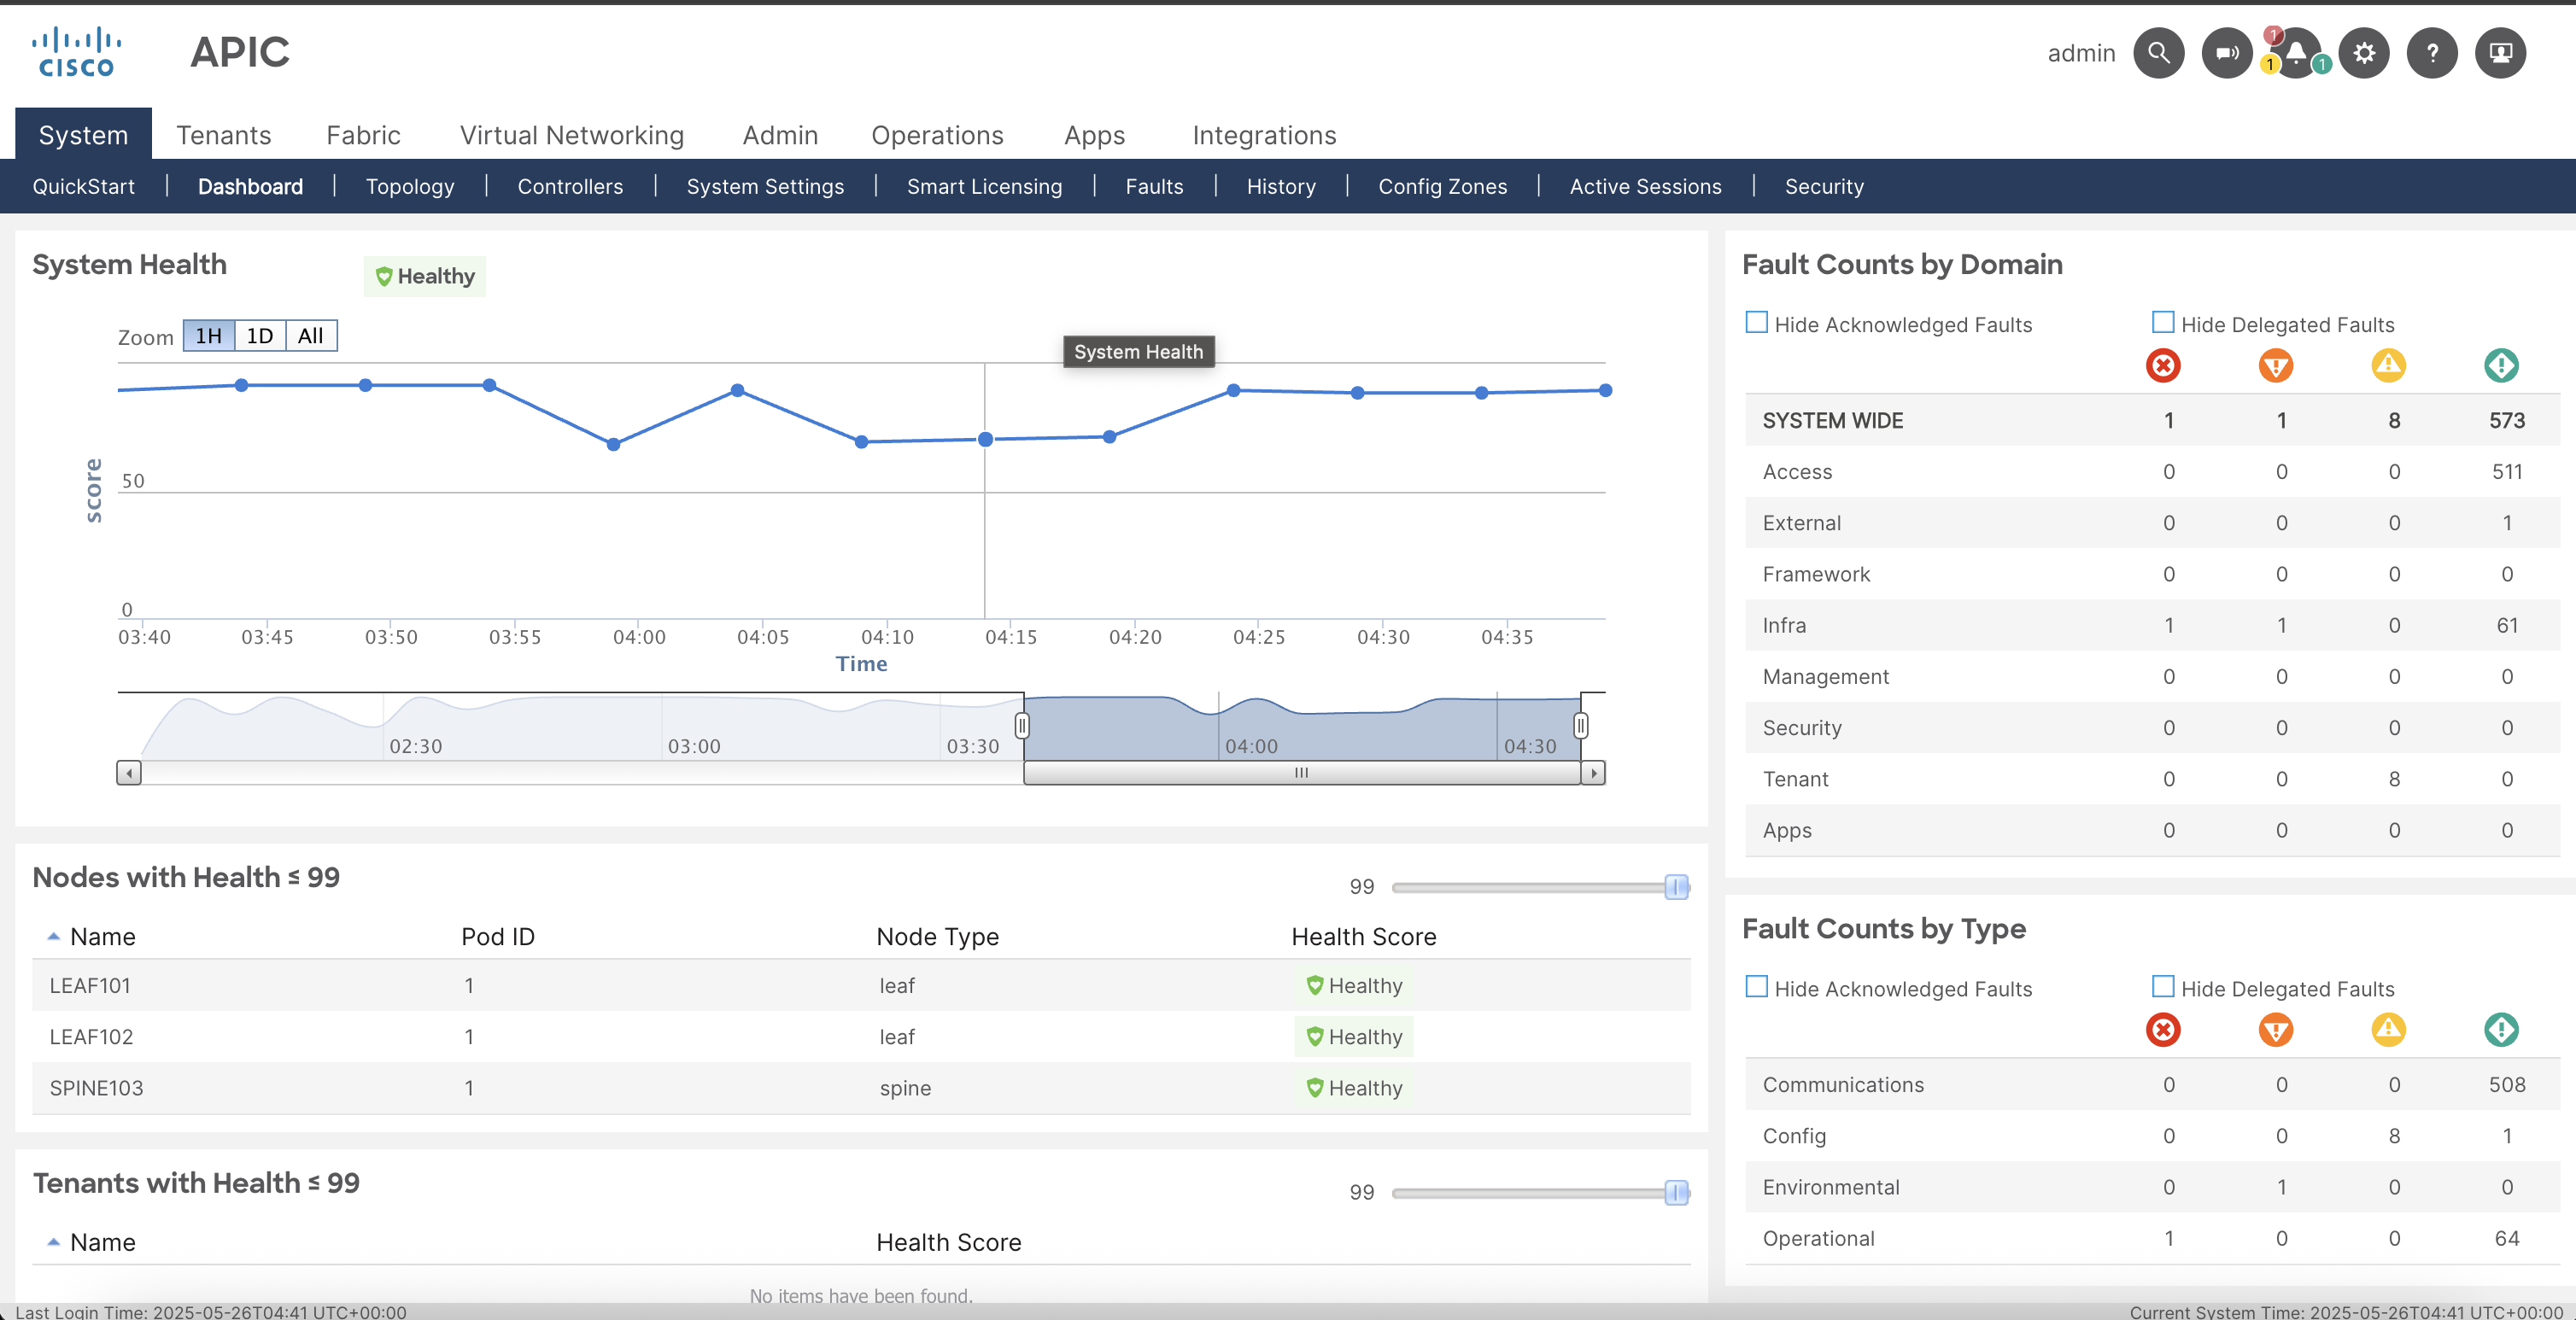 CISCO
APIC
admin
1
1
1
System Tenants Fabric Virtual Networking Admin Operations Apps Integrations
QuickStart | Dashboard | Topology | Controllers | System Settings | Smart Licensing | Faults | History | Config Zones | Active Sessions | Security
System Health
Healthy
Zoom 1H 1D All
System Health
score
50
0
03:40 03:45 03:50 03:55 04:00 04:05 04:10 04:15 04:20 04:25 04:30 04:35
Time
02:30 03:00 03:30 04:00 04:30
Nodes with Health ≤ 99
99
Name Pod ID Node Type Health Score
LEAF101 1 leaf Healthy
LEAF102 1 leaf Healthy
SPINE103 1 spine Healthy
Tenants with Health ≤ 99
99
Name Health Score
No items have been found.
Fault Counts by Domain
Hide Acknowledged Faults Hide Delegated Faults
SYSTEM WIDE 1 1 8 573
Access 0 0 0 511
External 0 0 0 1
Framework 0 0 0 0
Infra 1 1 0 61
Management 0 0 0 0
Security 0 0 0 0
Tenant 0 0 8 0
Apps 0 0 0 0
Fault Counts by Type
Hide Acknowledged Faults Hide Delegated Faults
Communications 0 0 0 508
Config 0 0 8 1
Environmental 0 1 0 0
Operational 1 0 0 64
Last Login Time: 2025-05-26T04:41 UTC+00:00
Current System Time: 2025-05-26T04:41 UTC+00:00